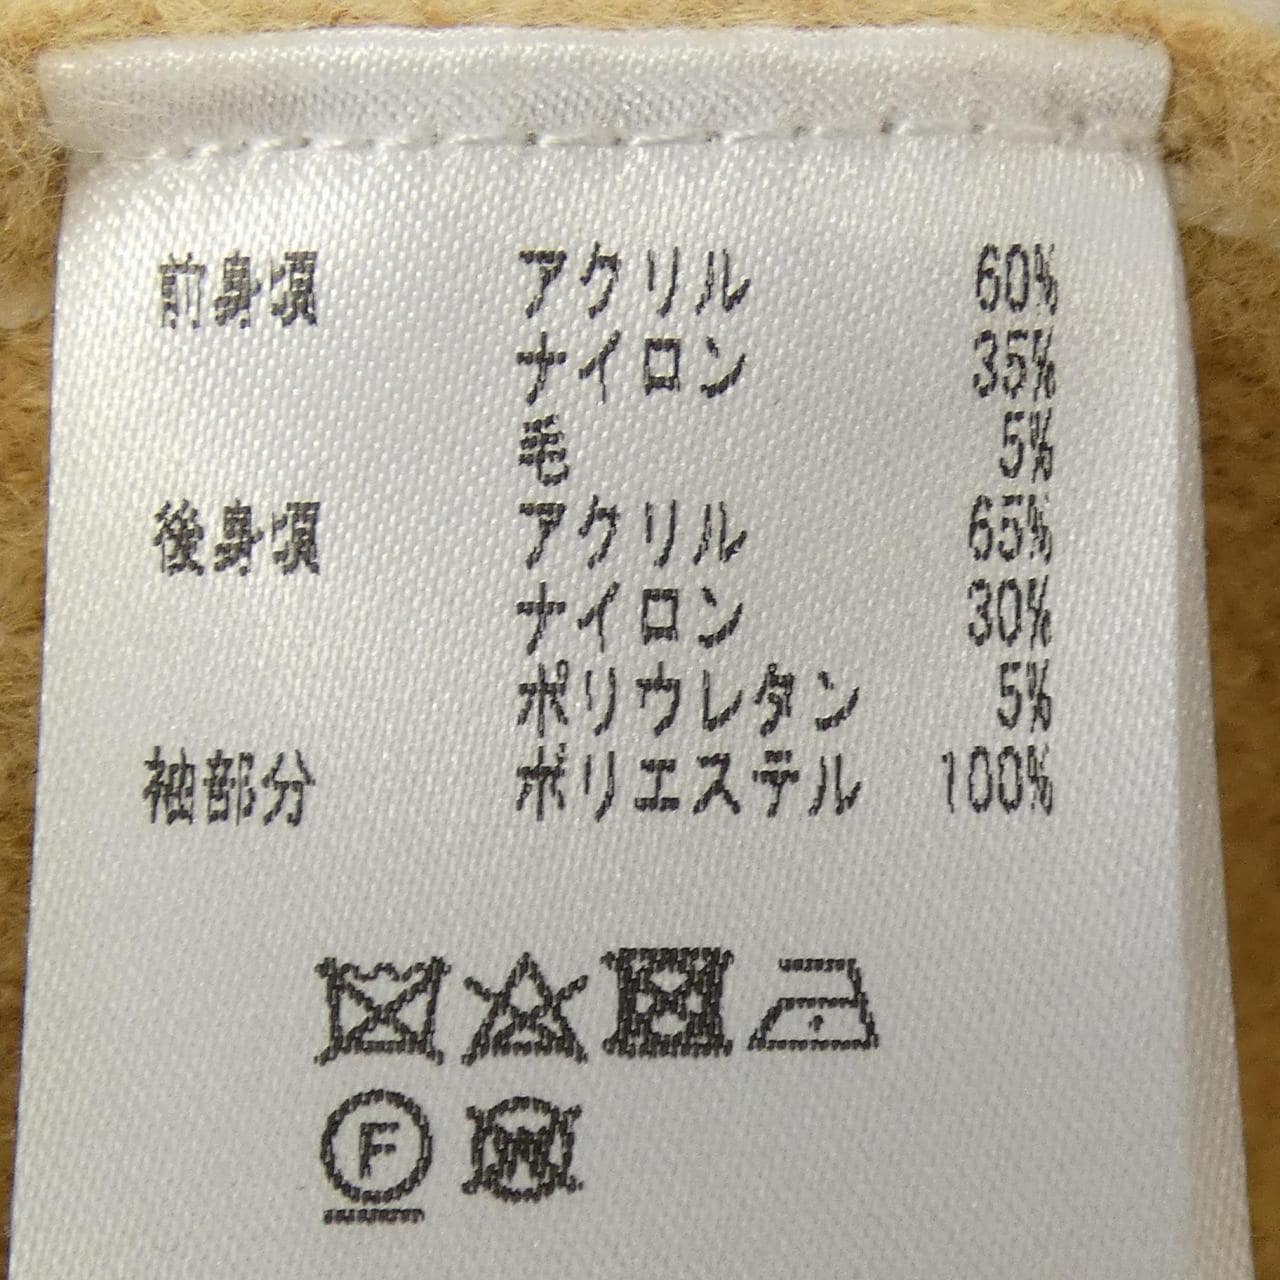 前身頃 アクリル 60%
ナイロン 35%
毛 5%
後身頃 アクリル 65%
ナイロン 30%
ポリウレタン 5%
袖部分 ポリエステル 100%
F W